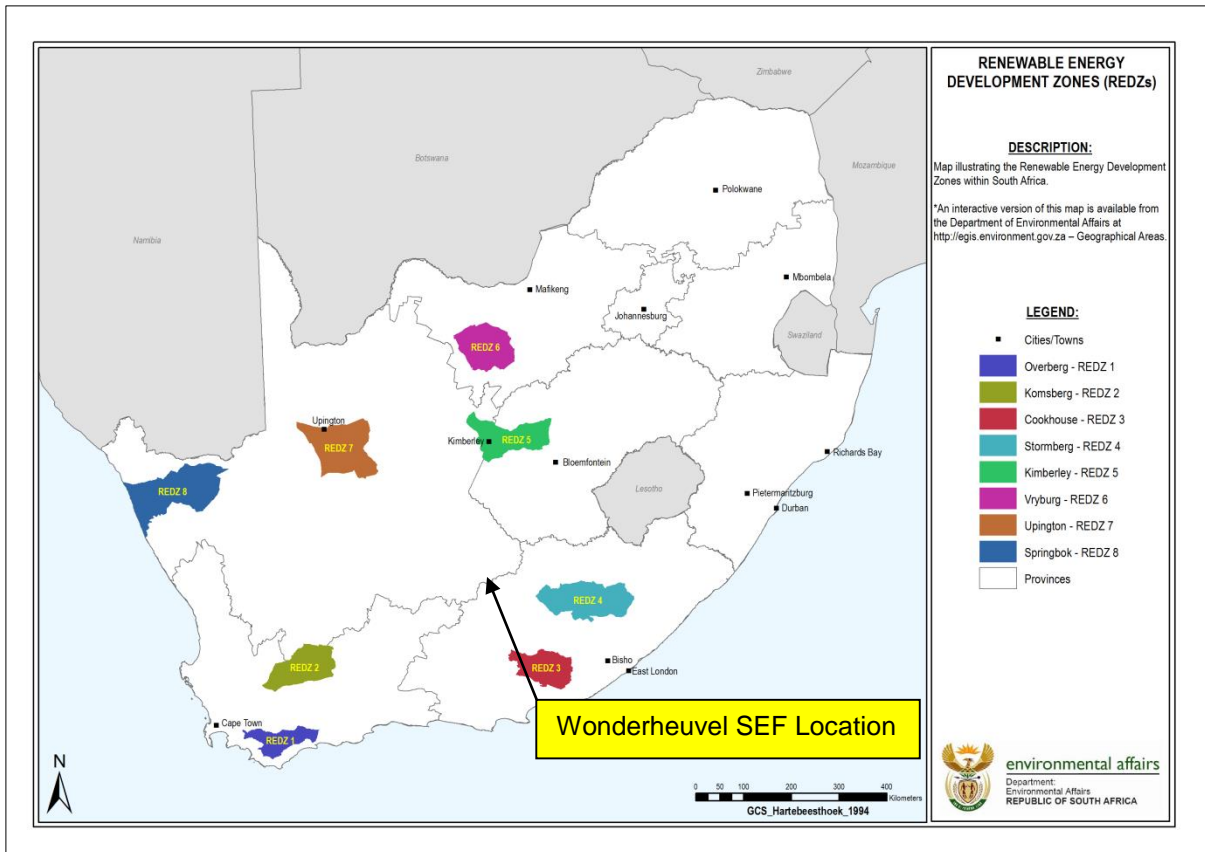 Zimbabwe
Botswana
Mozambique
Namibia
Polokwane
Mbombela
Mafikeng
Johannesburg
Swaziland
REDZ 6
Upington
REDZ 7
Kimberley
REDZ 5
Bloemfontein
Richards Bay
REDZ 8
Lesotho
Pietermaritzburg
Durban
REDZ 4
REDZ 2
REDZ 3
Bisho
East London
Cape Town
REDZ 1
Wonderheuvel SEF Location
N
0 50 100 200 300 400
Kilometers
GCS_Hartebeesthoek_1994
RENEWABLE ENERGY
DEVELOPMENT ZONES (REDZs)
DESCRIPTION:
Map illustrating the Renewable Energy Development
Zones within South Africa.
*An interactive version of this map is available from
the Department of Environmental Affairs at
http://egis.environment.gov.za – Geographical Areas.
LEGEND:
Cities/Towns
Overberg - REDZ 1
Komsberg - REDZ 2
Cookhouse - REDZ 3
Stormberg - REDZ 4
Kimberley - REDZ 5
Vryburg - REDZ 6
Upington - REDZ 7
Springbok - REDZ 8
Provinces
environmental affairs
Department:
Environmental Affairs
REPUBLIC OF SOUTH AFRICA